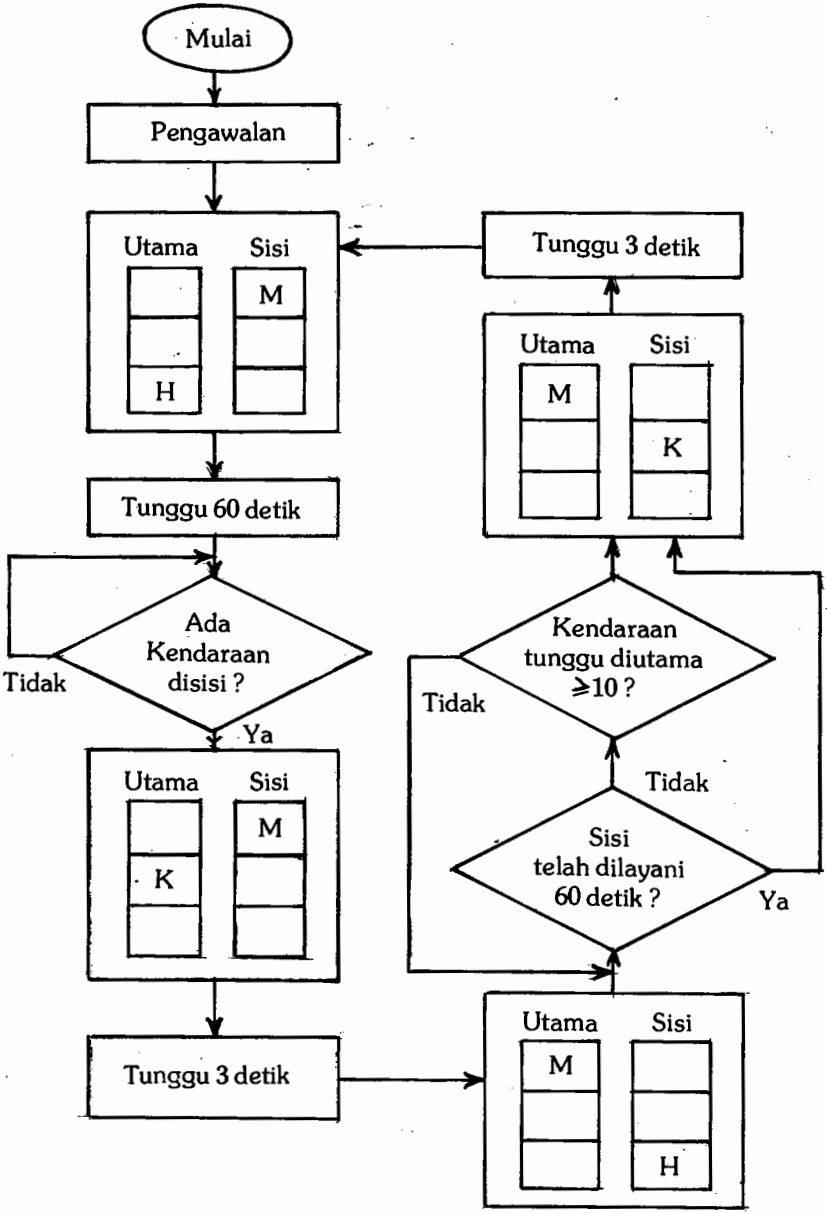 Mulai
Pengawalan
Utama Sisi
M
H
Tunggu 60 detik
Ada
Kendaraan
disisi ?
Tidak
Ya
Utama Sisi
M
K
Tunggu 3 detik
Utama Sisi
M
H
Sisi
telah dilayani
60 detik ?
Ya
Tidak
Kendaraan
tunggu diutama
⩾10 ?
Tidak
Utama Sisi
M
K
Tunggu 3 detik